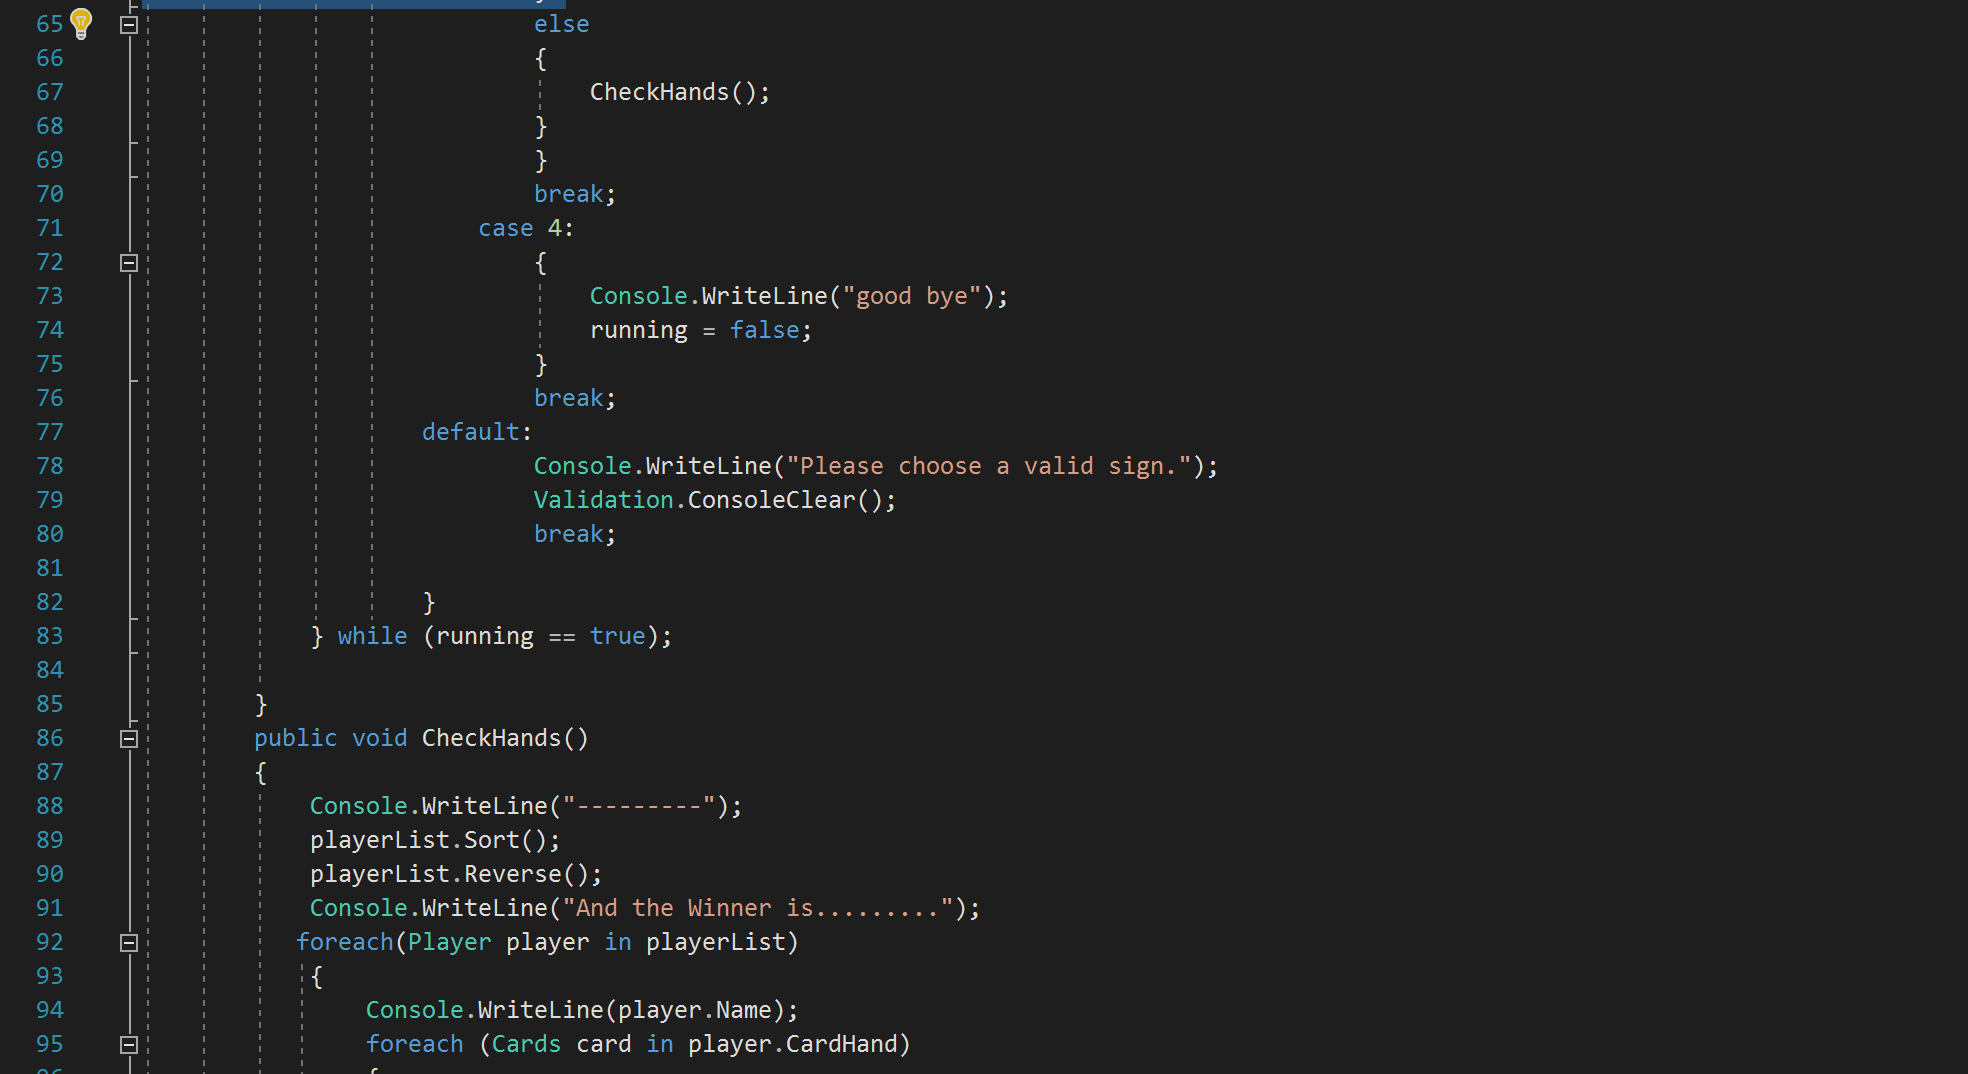 65 else
66 {
67 CheckHands();
68 }
69 }
70 break;
71 case 4:
72 {
73 Console.WriteLine("good bye");
74 running = false;
75 }
76 break;
77 default:
78 Console.WriteLine("Please choose a valid sign.");
79 Validation.ConsoleClear();
80 break;
81
82 }
83 } while (running == true);
84
85 }
86 public void CheckHands()
87 {
88 Console.WriteLine("---------");
89 playerList.Sort();
90 playerList.Reverse();
91 Console.WriteLine("And the Winner is.........");
92 foreach(Player player in playerList)
93 {
94 Console.WriteLine(player.Name);
95 foreach (Cards card in player.CardHand)